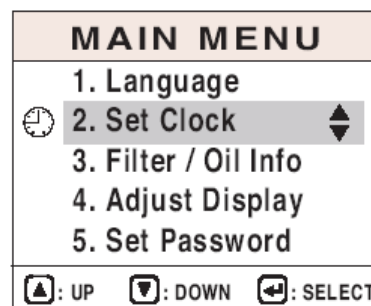 MAIN MENU
1. Language
2. Set Clock
3. Filter / Oil Info
4. Adjust Display
5. Set Password
: UP : DOWN : SELECT